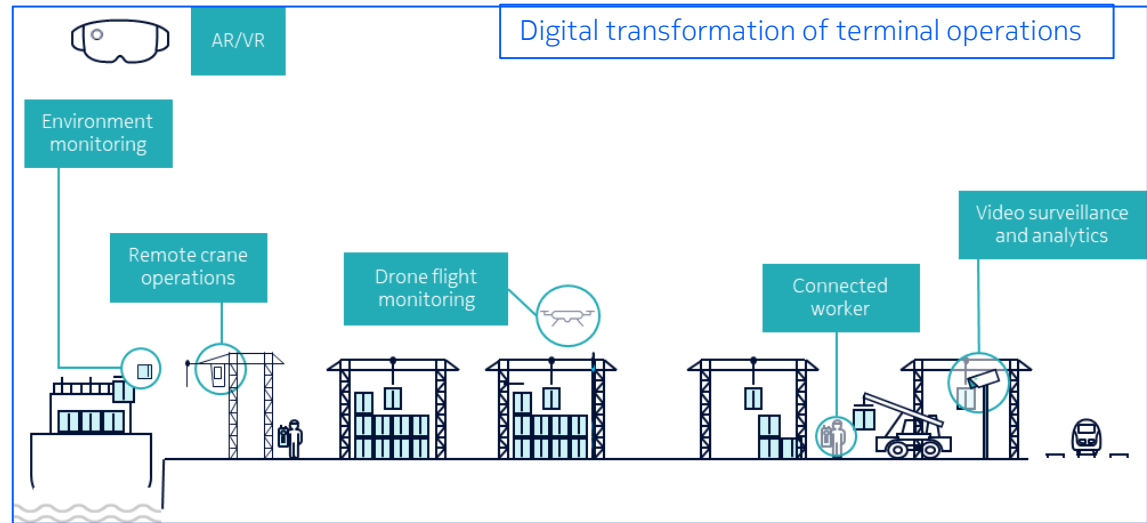 Digital transformation of terminal operations
AR/VR
Environment
monitoring
Remote crane
operations
Drone flight
monitoring
Connected
worker
Video surveillance
and analytics